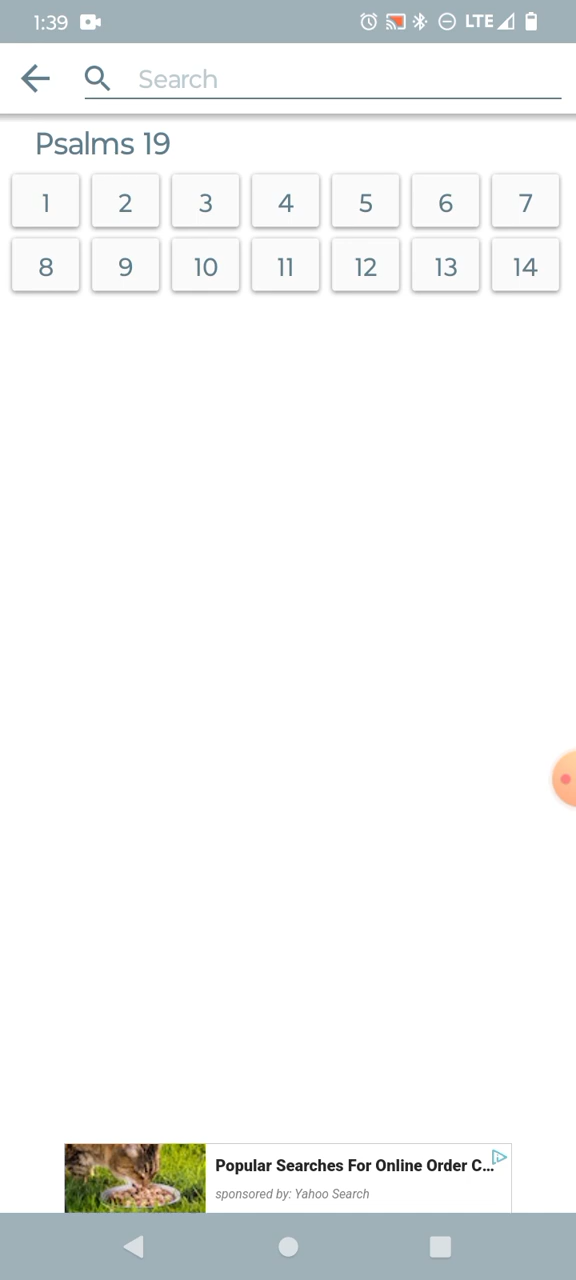 1:39 LTE
Search
Psalms 19
1 2 3 4 5 6 7
8 9 10 11 12 13 14
Popular Searches For Online Order C...
sponsored by: Yahoo Search